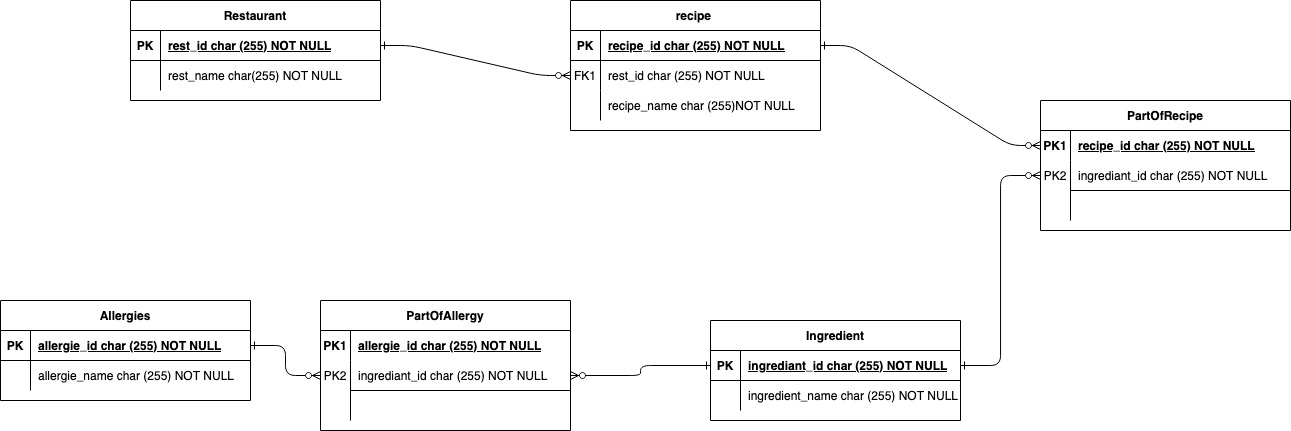 Restaurant
PK rest_id char (255) NOT NULL
rest_name char(255) NOT NULL
recipe
PK recipe_id char (255) NOT NULL
FK1 rest_id char (255) NOT NULL
recipe_name char (255)NOT NULL
PartOfRecipe
PK1 recipe_id char (255) NOT NULL
PK2 ingrediant_id char (255) NOT NULL
Allergies
PK allergie_id char (255) NOT NULL
allergie_name char (255) NOT NULL
PartOfAllergy
PK1 allergie_id char (255) NOT NULL
PK2 ingrediant_id char (255) NOT NULL
Ingredient
PK ingrediant_id char (255) NOT NULL
ingredient_name char (255) NOT NULL